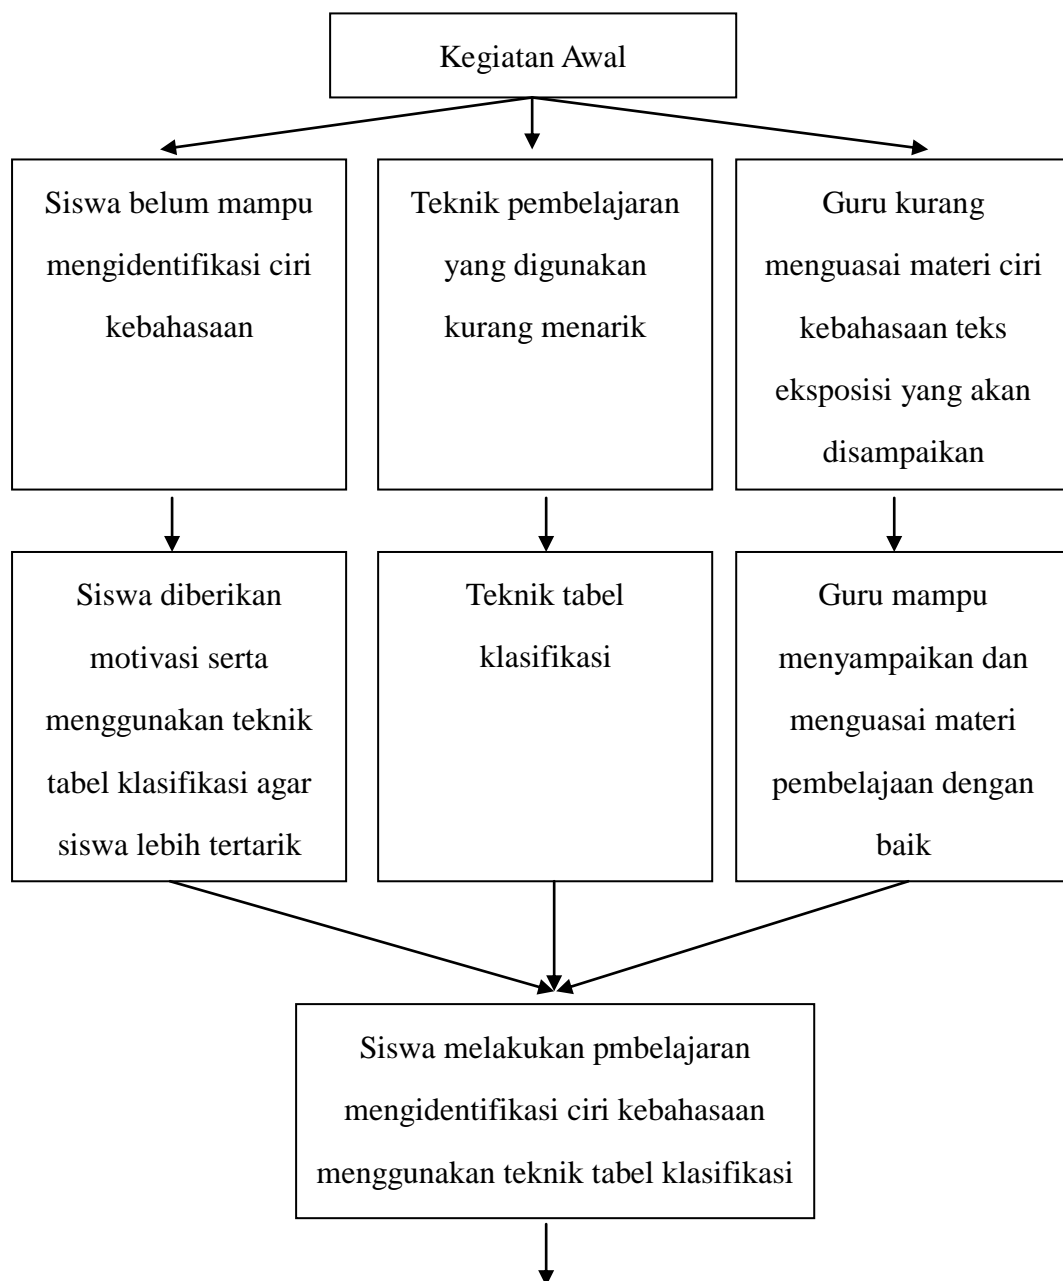 Kegiatan Awal
Siswa belum mampu
mengidentifikasi ciri
kebahasaan
Teknik pembelajaran
yang digunakan
kurang menarik
Guru kurang
menguasai materi ciri
kebahasaan teks
eksposisi yang akan
disampaikan
Siswa diberikan
motivasi serta
menggunakan teknik
tabel klasifikasi agar
siswa lebih tertarik
Teknik tabel
klasifikasi
Guru mampu
menyampaikan dan
menguasai materi
pembelajaan dengan
baik
Siswa melakukan pmbelajaran
mengidentifikasi ciri kebahasaan
menggunakan teknik tabel klasifikasi